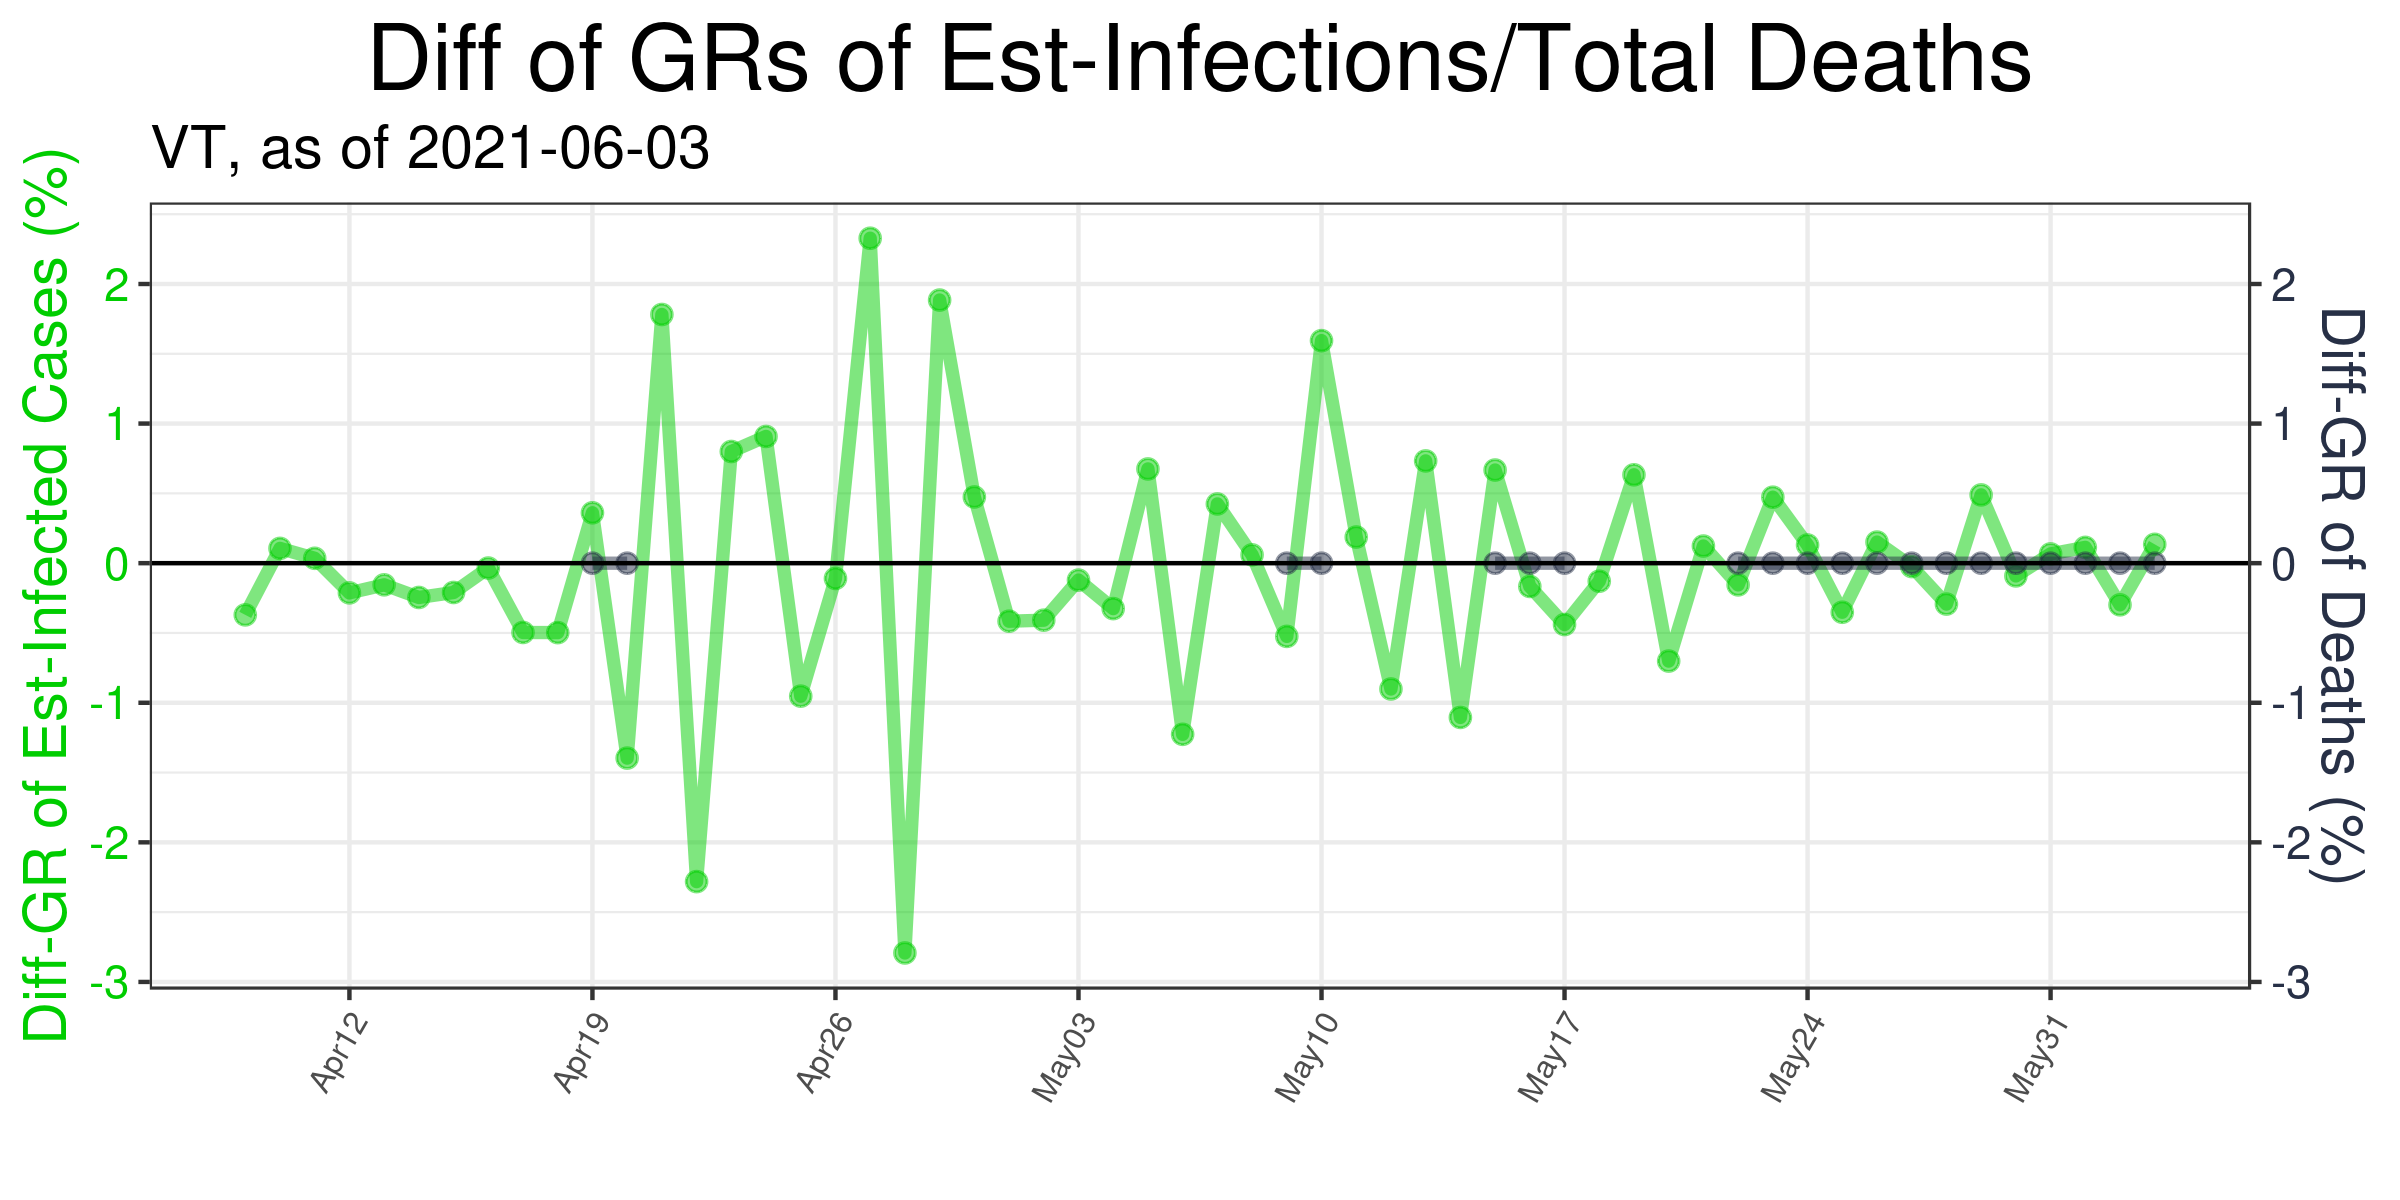 Diff of GRs of Est-Infections/Total Deaths
VT, as of 2021-06-03
Diff-GR of Est-Infected Cases (%)
2
1
0
-1
-2
-3
2
1
0
-1
-2
-3
Diff-GR of Deaths (%)
Apr12
Apr19
Apr26
May03
May10
May17
May24
May31